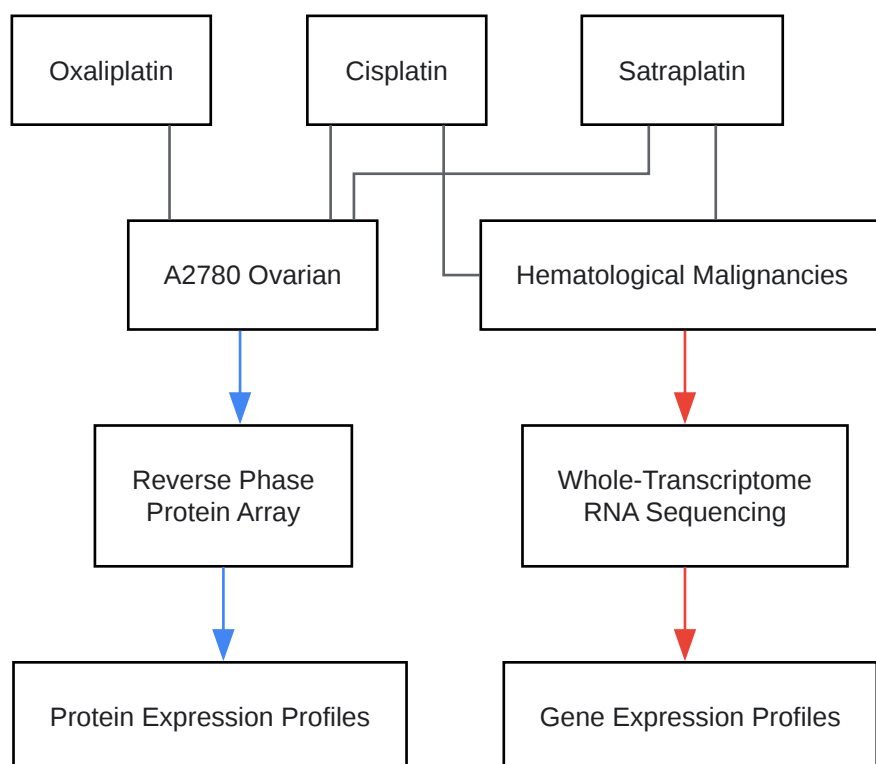 Oxaliplatin
Cisplatin
Satraplatin
A2780 Ovarian
Hematological Malignancies
Reverse Phase
Protein Array
Whole-Transcriptome
RNA Sequencing
Protein Expression Profiles
Gene Expression Profiles